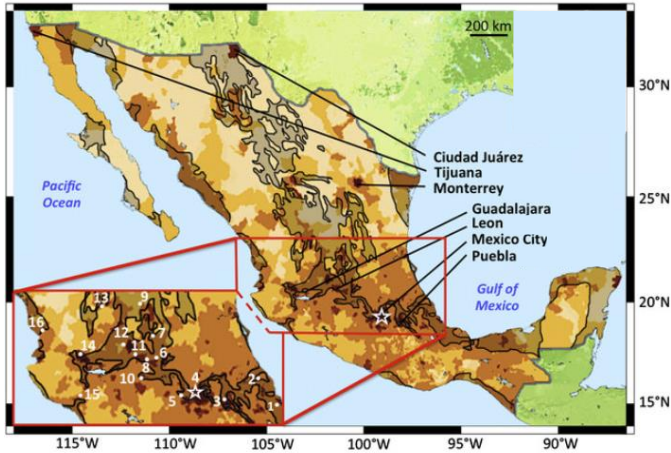 200 km
30°N
Ciudad Juárez
Tijuana
Monterrey
25°N
Pacific
Ocean
Guadalajara
Leon
Mexico City
Puebla
Gulf of
Mexico
20°N
13
9
16
12
7
14
11
6
8
10
4
2
15
5
3
1
15°N
115°W
110°W
105°W
100°W
95°W
90°W